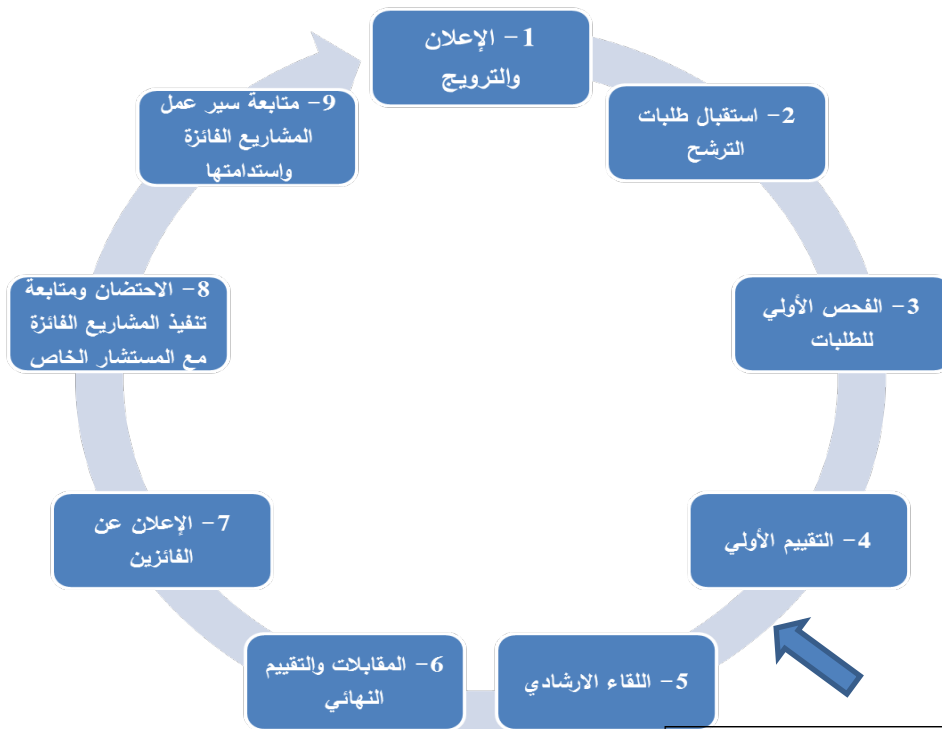 1- الإعلان
والترويج
2- استقبال طلبات
الترشح
3- الفحص الأولي
للطلبات
4- التقييم الأولي
5- اللقاء الارشادي
6- المقابلات والتقييم
النهائي
7- الإعلان عن
الفائزين
8- الاحتضان ومتابعة
تنفيذ المشاريع الفائزة
مع المستشار الخاص
9- متابعة سير عمل
المشاريع الفائزة
واستدامتها